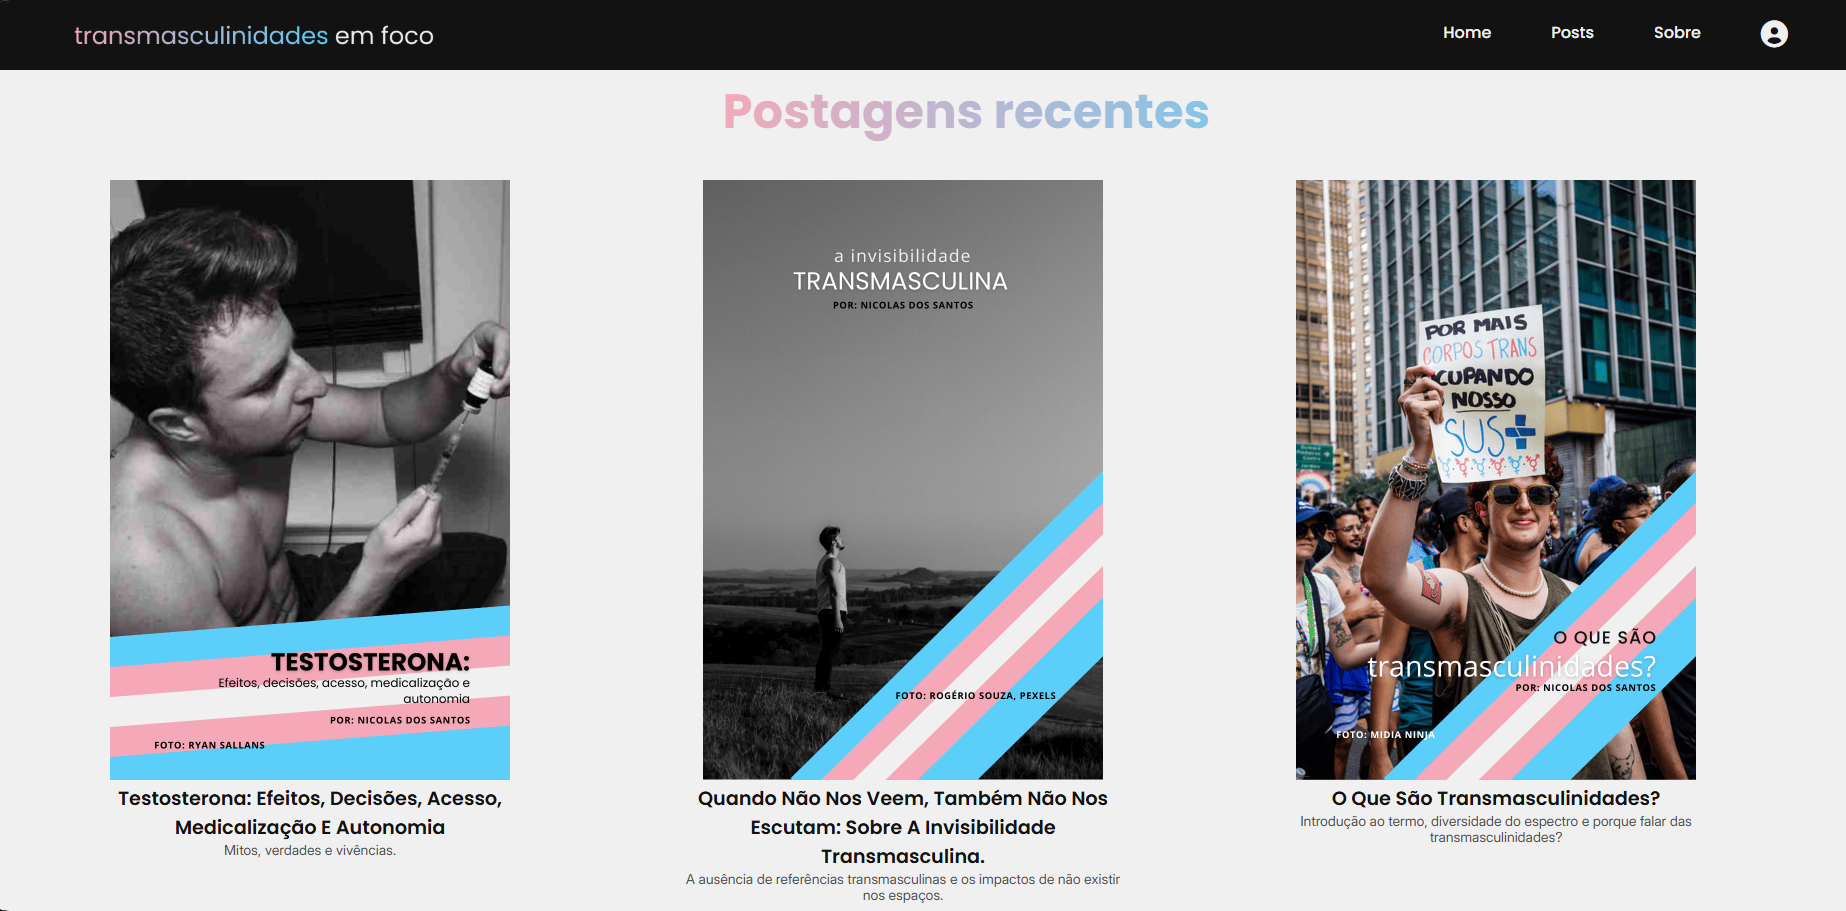 transmasculinidades em foco
Home
Posts
Sobre
Postagens recentes
TESTOSTERONA:
Efeitos, decisões, acesso, medicalização e
autonomia
POR: NICOLAS DOS SANTOS
FOTO: RYAN SALLANS
Testosterona: Efeitos, Decisões, Acesso,
Medicalização E Autonomia
Mitos, verdades e vivências.
a invisibilidade
TRANSMASCULINA
POR: NICOLAS DOS SANTOS
FOTO: ROGÉRIO SOUZA, PEXELS
Quando Não Nos Veem, Também Não Nos
Escutam: Sobre A Invisibilidade
Transmasculina.
A ausência de referências transmasculinas e os impactos de não existir
nos espaços.
POR MAIS
CORPOS TRANS
CUPANDO
NOSSO
SUS
O QUE SÃO
transmasculinidades?
POR: NICOLAS DOS SANTOS
FOTO: MIDIA NINJA
O Que São Transmasculinidades?
Introdução ao termo, diversidade do espectro e porque falar das
transmasculinidades?